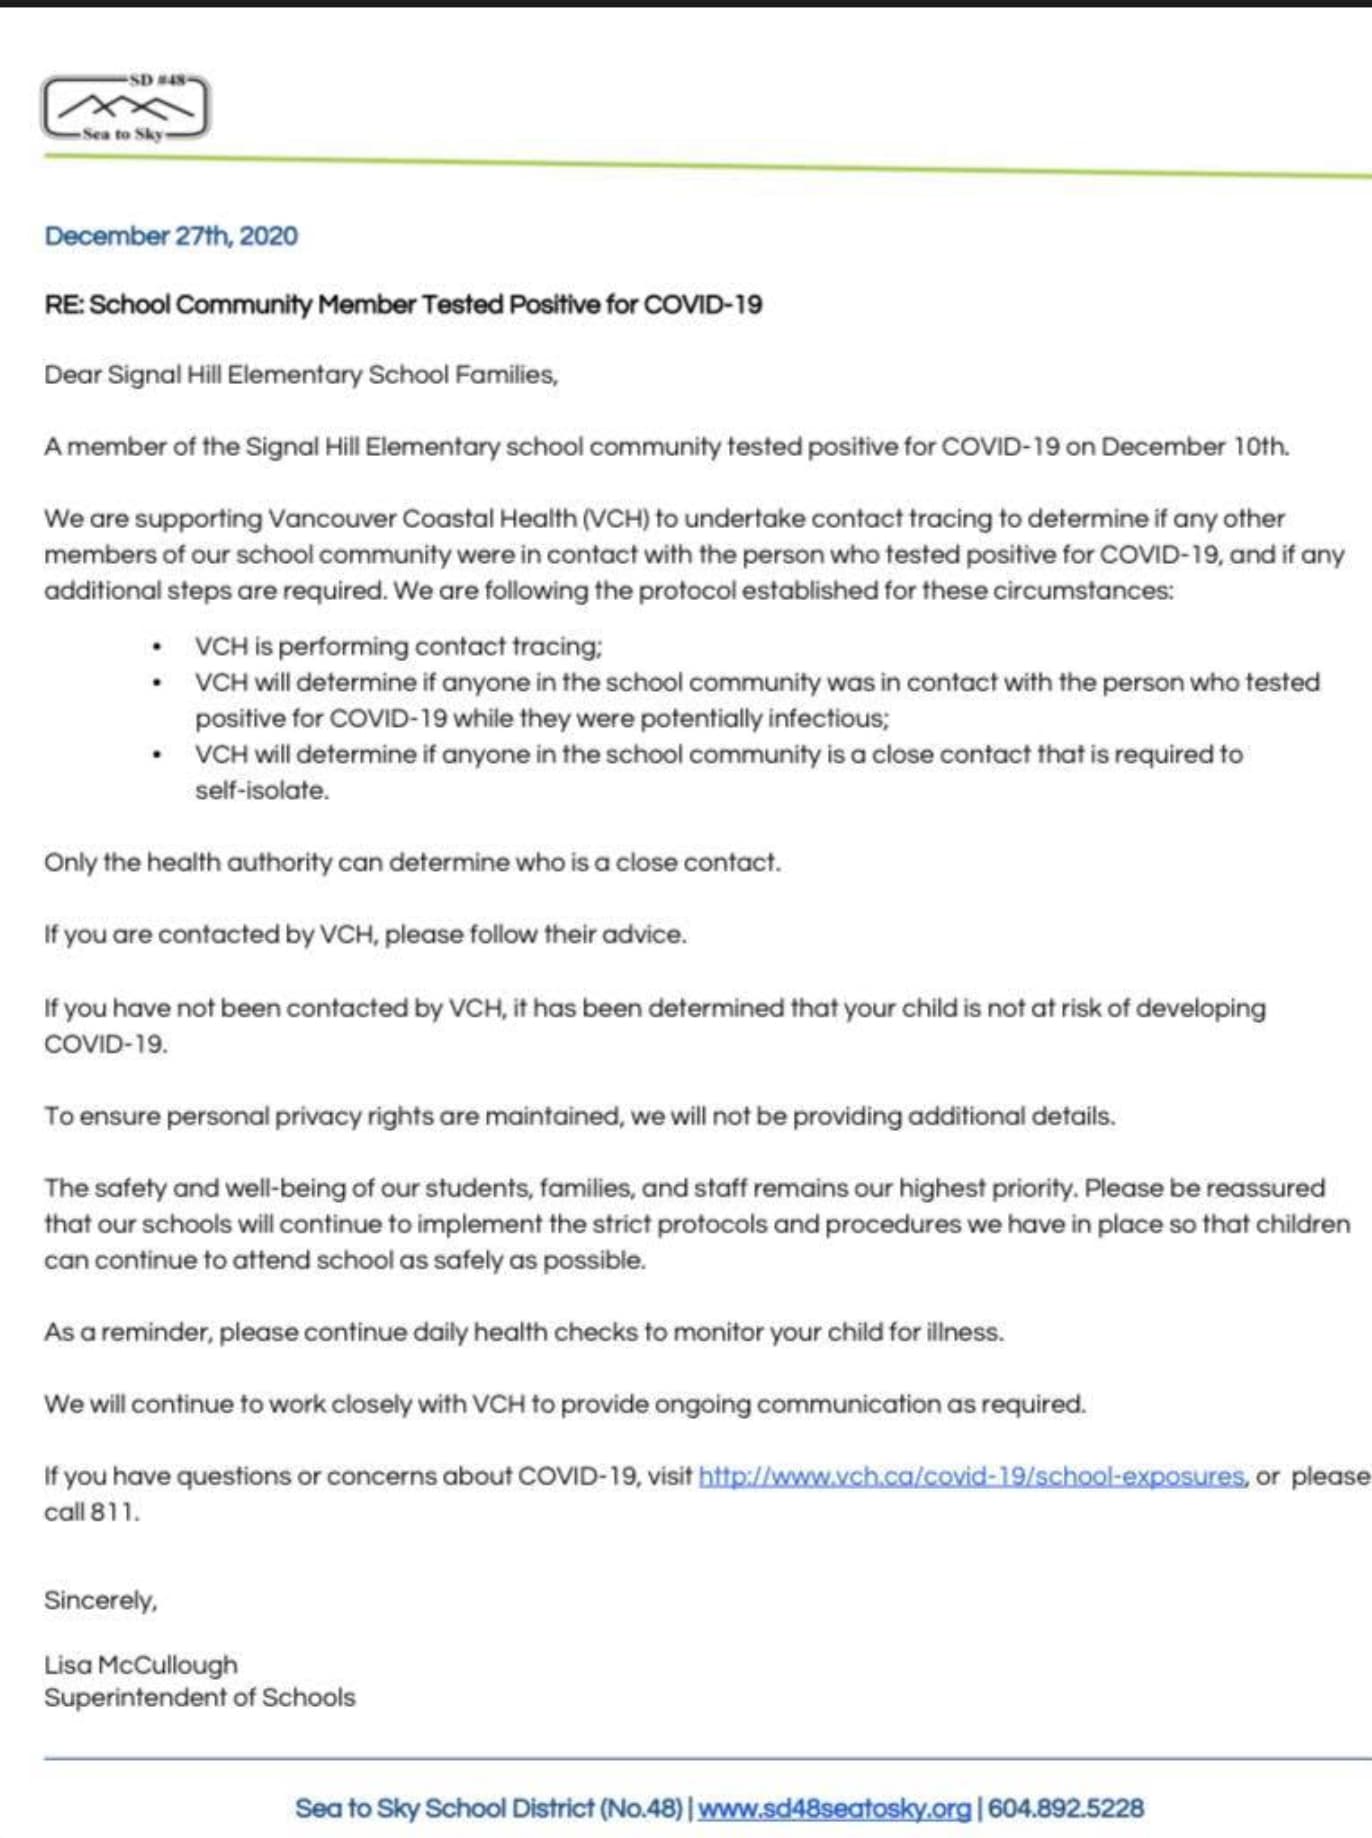 SD #48
Sea to Sky
December 27th, 2020
RE: School Community Member Tested Positive for COVID-19
Dear Signal Hill Elementary School Families,
A member of the Signal Hill Elementary school community tested positive for COVID-19 on December 10th.
We are supporting Vancouver Coastal Health (VCH) to undertake contact tracing to determine if any other
members of our school community were in contact with the person who tested positive for COVID-19, and if any
additional steps are required. We are following the protocol established for these circumstances:
• VCH is performing contact tracing;
• VCH will determine if anyone in the school community was in contact with the person who tested
positive for COVID-19 while they were potentially infectious;
• VCH will determine if anyone in the school community is a close contact that is required to
self-isolate.
Only the health authority can determine who is a close contact.
If you are contacted by VCH, please follow their advice.
If you have not been contacted by VCH, it has been determined that your child is not at risk of developing
COVID-19.
To ensure personal privacy rights are maintained, we will not be providing additional details.
The safety and well-being of our students, families, and staff remains our highest priority. Please be reassured
that our schools will continue to implement the strict protocols and procedures we have in place so that children
can continue to attend school as safely as possible.
As a reminder, please continue daily health checks to monitor your child for illness.
We will continue to work closely with VCH to provide ongoing communication as required.
If you have questions or concerns about COVID-19, visit http://www.vch.ca/covid-19/school-exposures, or please
call 811.
Sincerely,
Lisa McCullough
Superintendent of Schools
Sea to Sky School District (No.48) | www.sd48seatosky.org | 604.892.5228